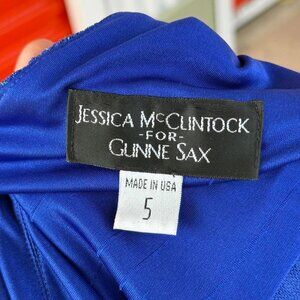 JESSICA McCLINTOCK
-FOR-
GUNNE SAX
MADE IN USA
5